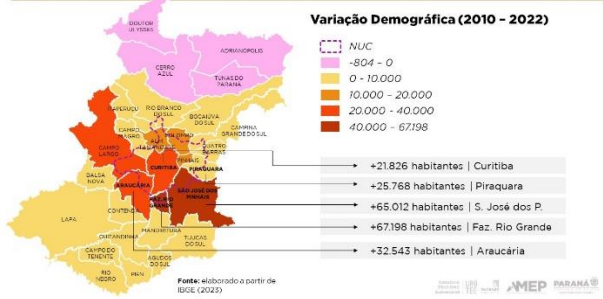 Variação Demográfica (2010 – 2022)
NUC
-804 – 0
0 - 10.000
10.000 - 20.000
20.000 - 40.000
40.000 - 67.198
DOUTOR
ULYSSES
ADRIANÓPOLIS
CERRO
AZUL
TUNAS DO
PARANÁ
RIO BRANCO
DO SUL
BOCAIÚVA
DO SUL
CAMPINA
GRANDE DO SUL
CAMPO
MAGRO
CAMPO
LARGO
QUATRO
BARRAS
PINHAIS
PIRAQUARA
CURITIBA
BALSA
NOVA
ARAUCÁRIA
SÃO JOSÉ DOS
PINHAIS
FAZ. RIO
GRANDE
LAPA
CONTENDA
MANDIRITUBA
QUITANDINHA
TIJUCAS
DO SUL
CAMPO DO
TENENTE
AGUDOS
DO SUL
RIO
NEGRO
PIÊN
+21.826 habitantes | Curitiba
+25.768 habitantes | Piraquara
+65.012 habitantes | S. José dos P.
+67.198 habitantes | Faz. Rio Grande
+32.543 habitantes | Araucária
Fonte: elaborado a partir de
IBGE (2023)
AMEP
PARANÁ